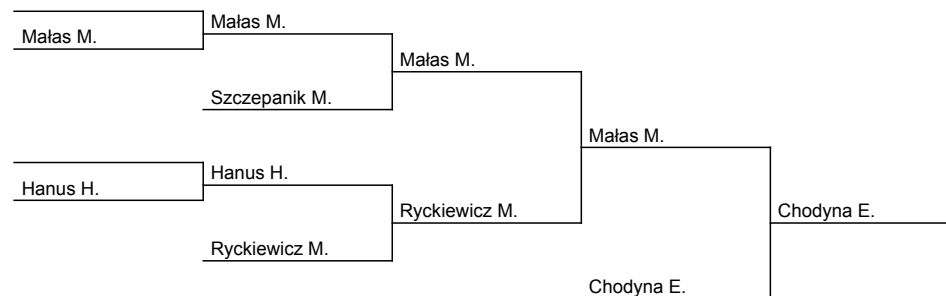 Małas M.
Małas M.
Małas M.
Szczepanik M.
Małas M.
Hanus H.
Hanus H.
Ryckiewicz M.
Chodyna E.
Ryckiewicz M.
Chodyna E.